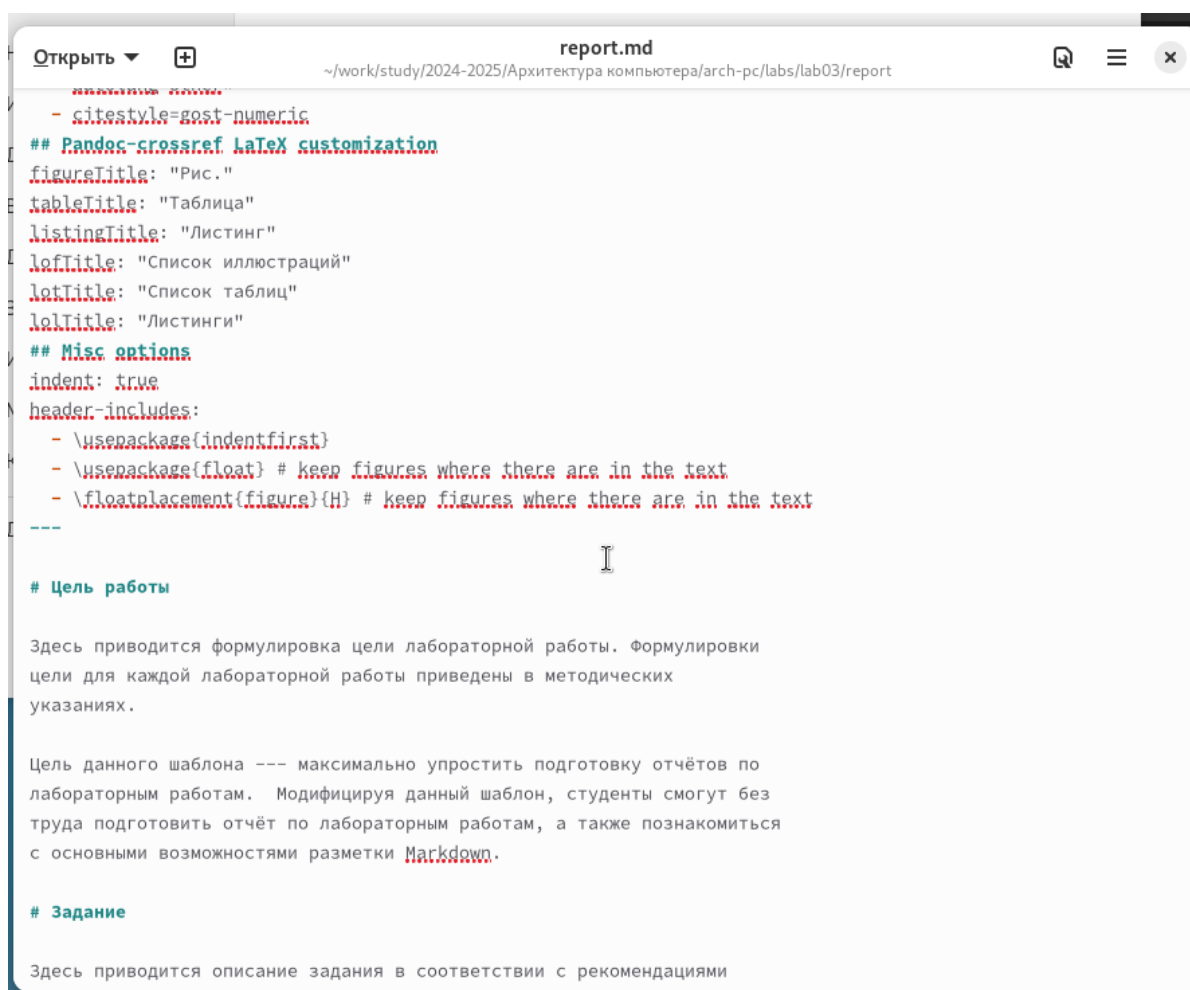 Открыть
report.md
~/work/study/2024-2025/Архитектура компьютера/arch-pc/labs/lab03/report
- citestyle=gost-numeric
## Pandoc-crossref LaTeX customization
figureTitle: "Рис."
tableTitle: "Таблица"
listingTitle: "Листинг"
lofTitle: "Список иллюстраций"
lotTitle: "Список таблиц"
lolTitle: "Листинги"
## Misc options
indent: true
header-includes:
- \usepackage{indentfirst}
- \usepackage{float} # keep figures where there are in the text
- \floatplacement{figure}{H} # keep figures where there are in the text
---
# Цель работы
Здесь приводится формулировка цели лабораторной работы. Формулировки
цели для каждой лабораторной работы приведены в методических
указаниях.
Цель данного шаблона --- максимально упростить подготовку отчётов по
лабораторным работам.  Модифицируя данный шаблон, студенты смогут без
труда подготовить отчёт по лабораторным работам, а также познакомиться
с основными возможностями разметки Markdown.
# Задание
Здесь приводится описание задания в соответствии с рекомендациями